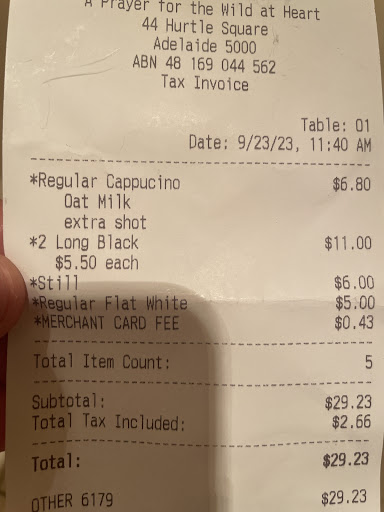 A Prayer for the Wild at Heart
44 Hurtle Square
Adelaide 5000
ABN 48 169 044 562
Tax Invoice
Table: 01
Date: 9/23/23, 11:40 AM
*Regular Cappucino $6.80
Oat Milk
extra shot
*2 Long Black $11.00
$5.50 each
*Still $6.00
*Regular Flat White $5.00
*MERCHANT CARD FEE $0.43
Total Item Count: 5
Subtotal: $29.23
Total Tax Included: $2.66
Total: $29.23
OTHER 6179 $29.23